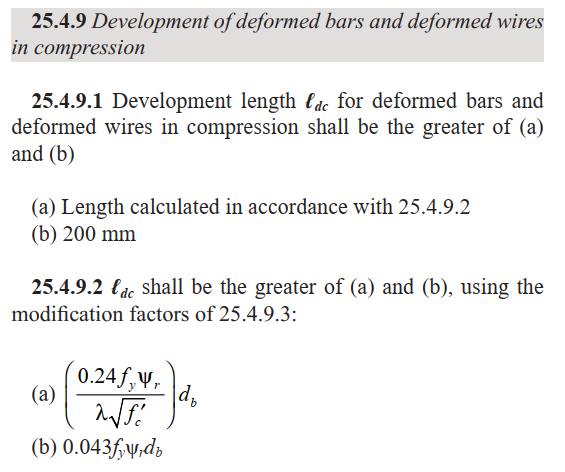 25.4.9 Development of deformed bars and deformed wires
in compression
25.4.9.1 Development length ℓdc for deformed bars and
deformed wires in compression shall be the greater of (a)
and (b)
(a) Length calculated in accordance with 25.4.9.2
(b) 200 mm
25.4.9.2 ℓdc shall be the greater of (a) and (b), using the
modification factors of 25.4.9.3:
(a) (0.24fyψr / λ√f′c) db
(b) 0.043fyψrdb